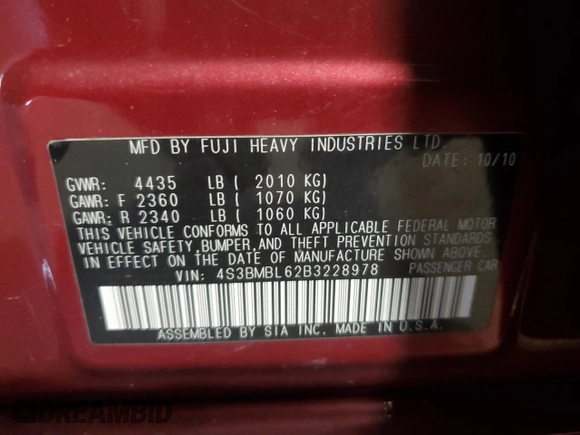 MFD BY FUJI HEAVY INDUSTRIES LTD.
DATE: 10/10
GVWR: 4435 LB ( 2010 KG)
GAWR: F 2360 LB ( 1070 KG)
GAWR: R 2340 LB ( 1060 KG)
THIS VEHICLE CONFORMS TO ALL APPLICABLE FEDERAL MOTOR
VEHICLE SAFETY, BUMPER, AND THEFT PREVENTION STANDARDS
IN EFFECT ON THE DATE OF MANUFACTURE SHOWN ABOVE.
VIN: 4S3BMBL62B3228978 PASSENGER CAR
ASSEMBLED BY SIA INC. MADE IN U.S.A.
DREAMBID